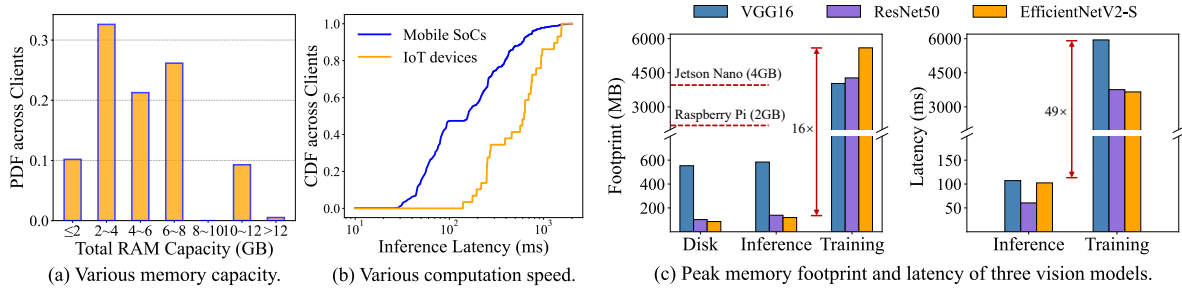 PDF across Clients
0.3
0.2
0.1
0.0
≤2 2~4 4~6 6~8 8~10 10~12 >12
Total RAM Capacity (GB)
(a) Various memory capacity.
CDF across Clients
1.0
0.8
0.6
0.4
0.2
0.0
Mobile SoCs
IoT devices
10¹ 10² 10³
Inference Latency (ms)
(b) Various computation speed.
VGG16 ResNet50 EfficientNetV2-S
Footprint (MB)
6000
4500
3000
600
400
200
Jetson Nano (4GB)
Raspberry Pi (2GB)
16×
Disk Inference Training
Latency (ms)
6000
4500
3000
150
100
50
49×
Inference Training
(c) Peak memory footprint and latency of three vision models.